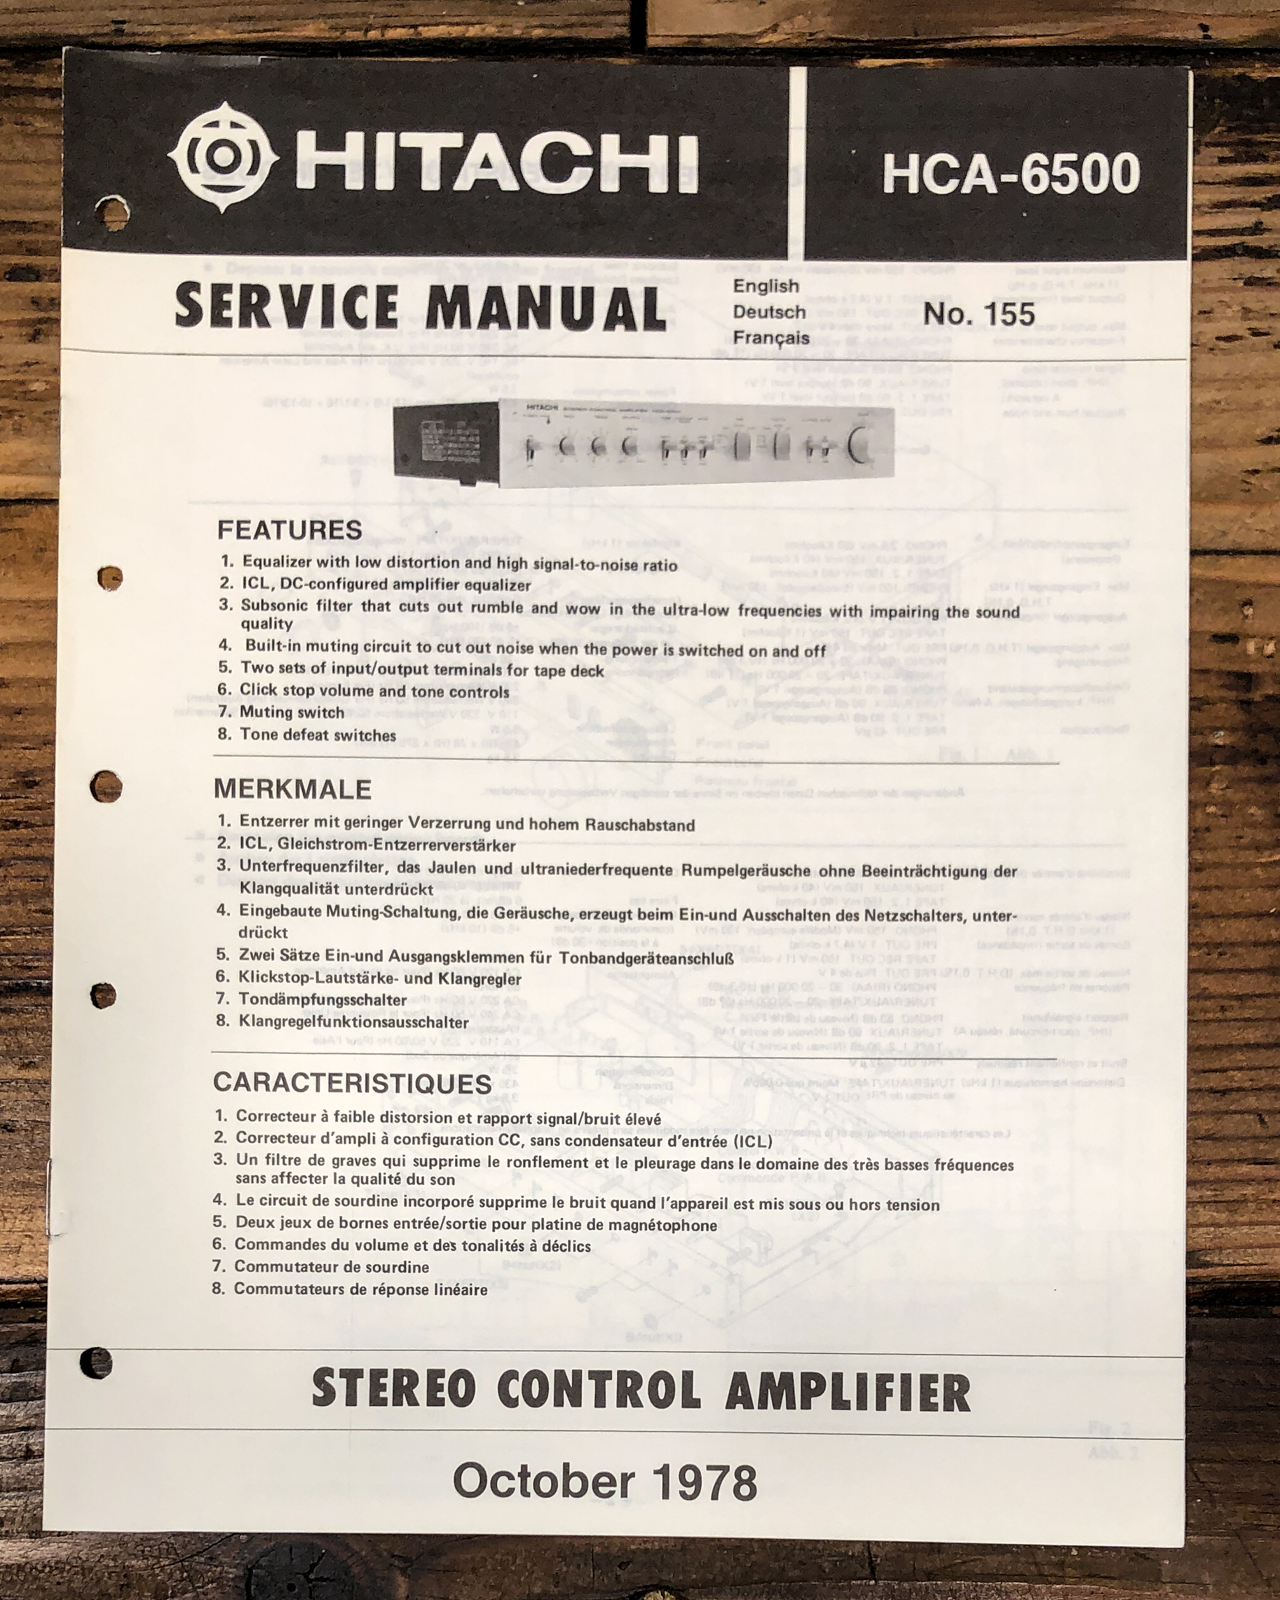 HITACHI
HCA-6500
SERVICE MANUAL
English
Deutsch
Français
No. 155
HITACHI
FEATURES
1. Equalizer with low distortion and high signal-to-noise ratio
2. ICL, DC-configured amplifier equalizer
3. Subsonic filter that cuts out rumble and wow in the ultra-low frequencies with impairing the sound
quality
4. Built-in muting circuit to cut out noise when the power is switched on and off
5. Two sets of input/output terminals for tape deck
6. Click stop volume and tone controls
7. Muting switch
8. Tone defeat switches
MERKMALE
1. Entzerrer mit geringer Verzerrung und hohem Rauschabstand
2. ICL, Gleichstrom-Entzerrerverstärker
3. Unterfrequenzfilter, das Jaulen und ultraniederfrequente Rumpelgeräusche ohne Beeinträchtigung der
Klangqualität unterdrückt
4. Eingebaute Muting-Schaltung, die Geräusche, erzeugt beim Ein-und Ausschalten des Netzschalters, unter-
drückt
5. Zwei Sätze Ein-und Ausgangsklemmen für Tonbandgeräteanschluß
6. Klickstop-Lautstärke- und Klangregler
7. Tondämpfungsschalter
8. Klangregelfunktionsausschalter
CARACTERISTIQUES
1. Correcteur à faible distorsion et rapport signal/bruit élevé
2. Correcteur d'ampli à configuration CC, sans condensateur d'entrée (ICL)
3. Un filtre de graves qui supprime le ronflement et le pleurage dans le domaine des très basses fréquences
sans affecter la qualité du son
4. Le circuit de sourdine incorporé supprime le bruit quand l'appareil est mis sous ou hors tension
5. Deux jeux de bornes entrée/sortie pour platine de magnétophone
6. Commandes du volume et des tonalités à déclics
7. Commutateur de sourdine
8. Commutateurs de réponse linéaire
STEREO CONTROL AMPLIFIER
October 1978